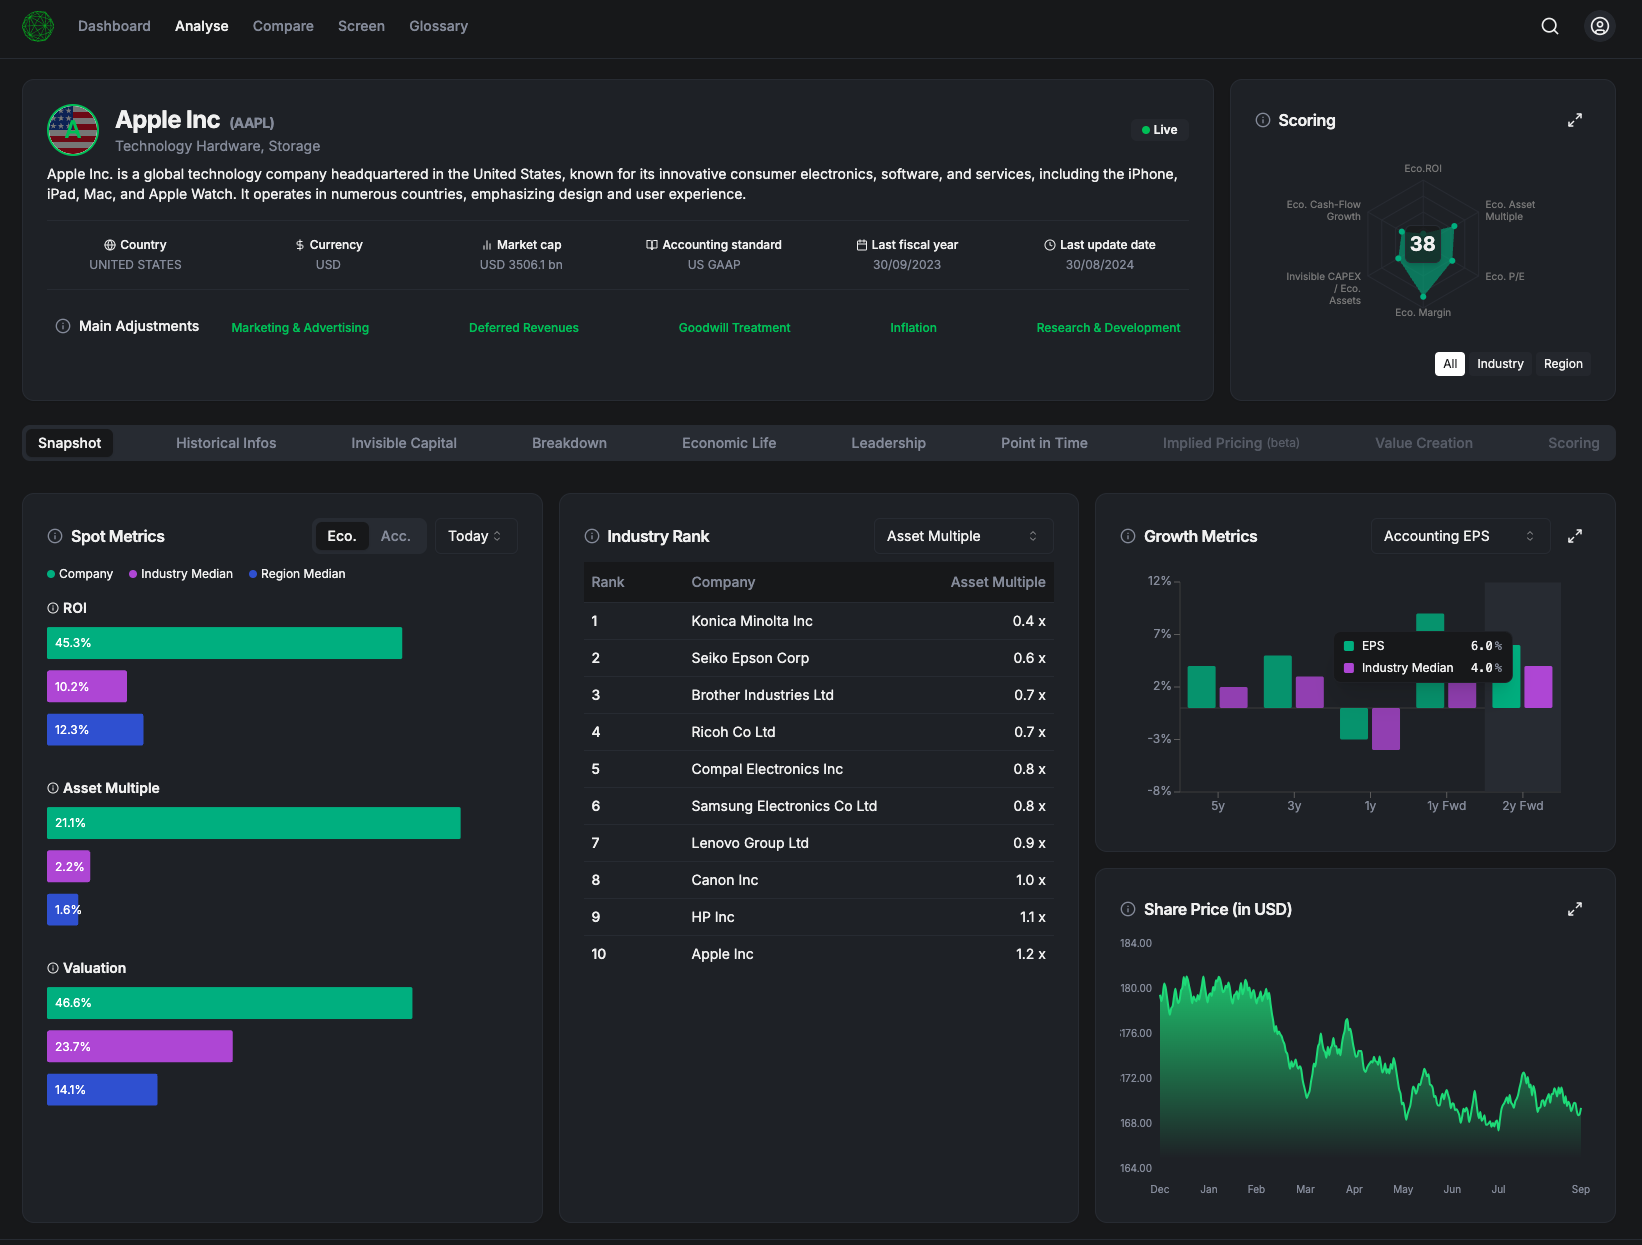 Dashboard Analyse Compare Screen Glossary
A
Apple Inc (AAPL)
Technology Hardware, Storage
Live
Apple Inc. is a global technology company headquartered in the United States, known for its innovative consumer electronics, software, and services, including the iPhone,
iPad, Mac, and Apple Watch. It operates in numerous countries, emphasizing design and user experience.
Country Currency Market cap Accounting standard Last fiscal year Last update date
UNITED STATES USD USD 3506.1 bn US GAAP 30/09/2023 30/08/2024
Main Adjustments Marketing & Advertising Deferred Revenues Goodwill Treatment Inflation Research & Development
Scoring
Eco.ROI
Eco. Asset
Multiple
Eco. P/E
Eco. Margin
Invisible CAPEX
/ Eco.
Assets
Eco. Cash-Flow
Growth
38
All Industry Region
Snapshot Historical Infos Invisible Capital Breakdown Economic Life Leadership Point in Time Implied Pricing (beta) Value Creation Scoring
Spot Metrics Eco. Acc. Today
Company Industry Median Region Median
ROI
45.3%
10.2%
12.3%
Asset Multiple
21.1%
2.2%
1.6%
Valuation
46.6%
23.7%
14.1%
Industry Rank Asset Multiple
Rank Company Asset Multiple
1 Konica Minolta Inc 0.4 x
2 Seiko Epson Corp 0.6 x
3 Brother Industries Ltd 0.7 x
4 Ricoh Co Ltd 0.7 x
5 Compal Electronics Inc 0.8 x
6 Samsung Electronics Co Ltd 0.8 x
7 Lenovo Group Ltd 0.9 x
8 Canon Inc 1.0 x
9 HP Inc 1.1 x
10 Apple Inc 1.2 x
Growth Metrics Accounting EPS
12%
7%
2%
-3%
-8%
EPS 6.0%
Industry Median 4.0%
5y 3y 1y 1y Fwd 2y Fwd
Share Price (in USD)
184.00
180.00
176.00
172.00
168.00
164.00
Dec Jan Feb Mar Apr May Jun Jul Sep